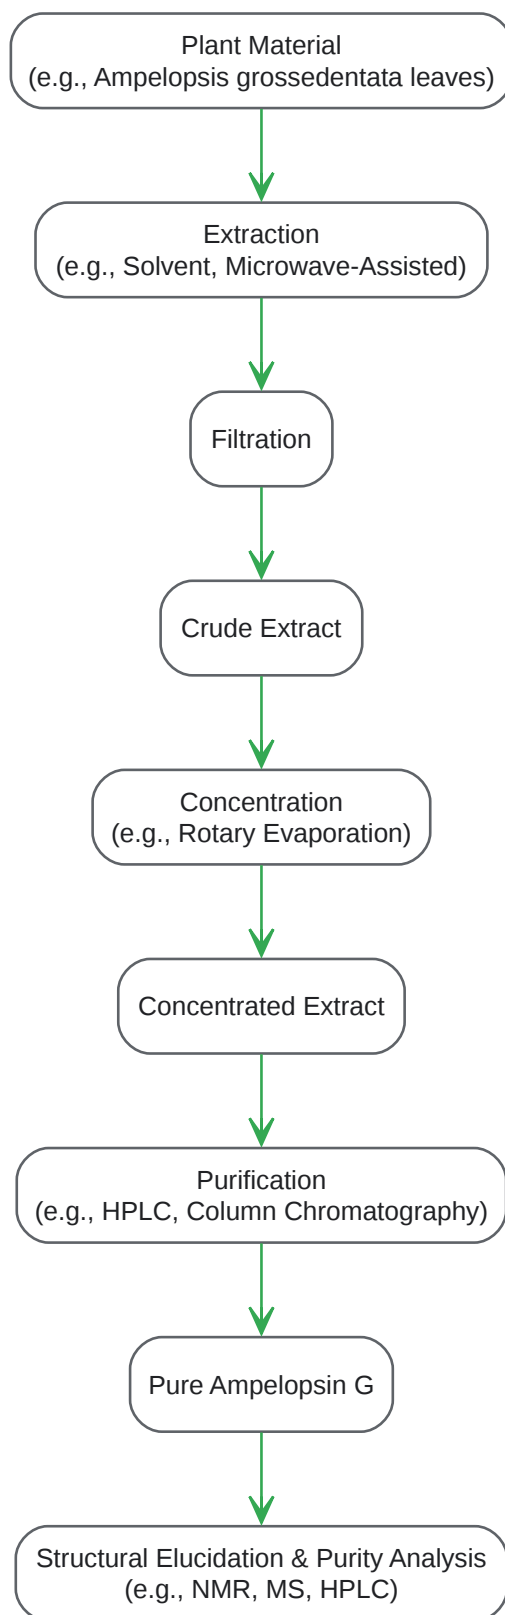 Plant Material
(e.g., Ampelopsis grossedentata leaves)
Extraction
(e.g., Solvent, Microwave-Assisted)
Filtration
Crude Extract
Concentration
(e.g., Rotary Evaporation)
Concentrated Extract
Purification
(e.g., HPLC, Column Chromatography)
Pure Ampelopsin G
Structural Elucidation & Purity Analysis
(e.g., NMR, MS, HPLC)